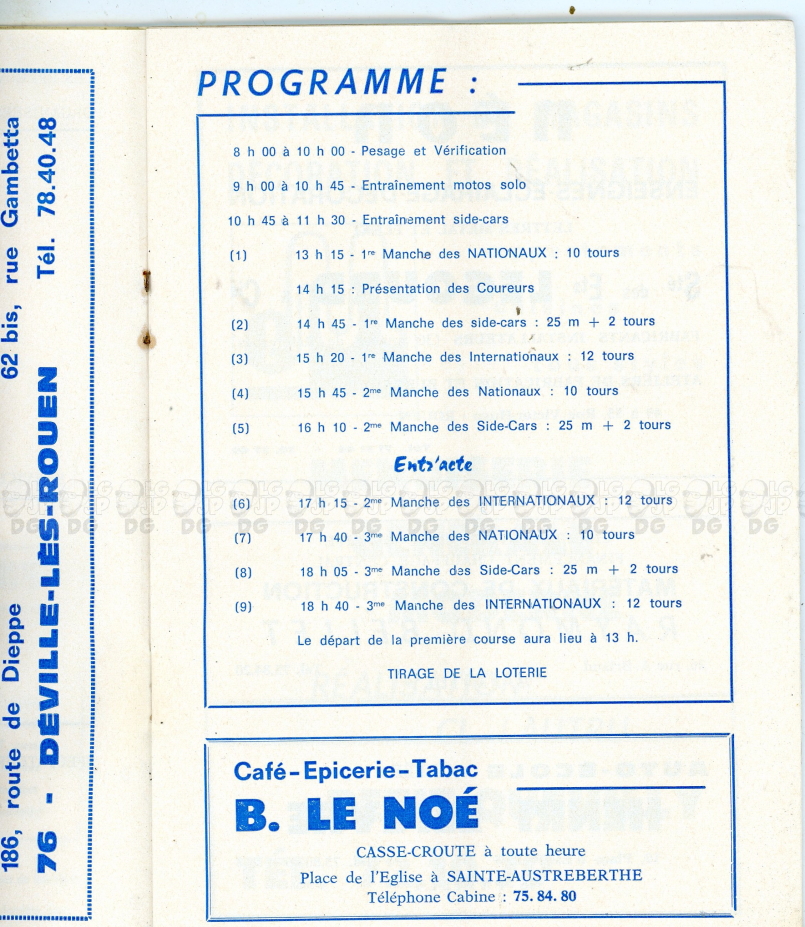 62 bis, rue Gambetta
186, route de Dieppe
Tél. 78.40.48
76 - DÉVILLE-LÈS-ROUEN
PROGRAMME :
8 h 00 à 10 h 00 - Pesage et Vérification
9 h 00 à 10 h 45 - Entraînement motos solo
10 h 45 à 11 h 30 - Entraînement side-cars
(1) 13 h 15 - 1re Manche des NATIONAUX : 10 tours
14 h 15 : Présentation des Coureurs
(2) 14 h 45 - 1re Manche des side-cars : 25 m + 2 tours
(3) 15 h 20 - 1re Manche des Internationaux : 12 tours
(4) 15 h 45 - 2me Manche des Nationaux : 10 tours
(5) 16 h 10 - 2me Manche des Side-Cars : 25 m + 2 tours
Entr'acte
(6) 17 h 15 - 2me Manche des INTERNATIONAUX : 12 tours
(7) 17 h 40 - 3me Manche des NATIONAUX : 10 tours
(8) 18 h 05 - 3me Manche des Side-Cars : 25 m + 2 tours
(9) 18 h 40 - 3me Manche des INTERNATIONAUX : 12 tours
Le départ de la première course aura lieu à 13 h.
TIRAGE DE LA LOTERIE
Café-Epicerie-Tabac
B. LE NOÉ
CASSE-CROUTE à toute heure
Place de l'Eglise à SAINTE-AUSTREBERTHE
Téléphone Cabine : 75.84.80